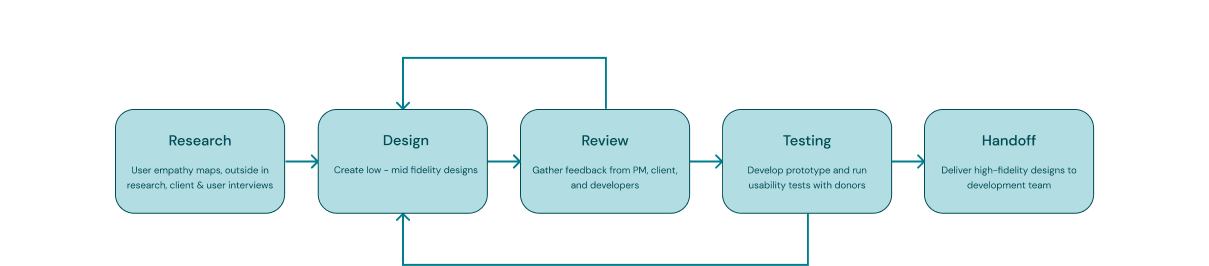 Research
User empathy maps, outside in
research, client & user interviews
Design
Create low - mid fidelity designs
Review
Gather feedback from PM, client,
and developers
Testing
Develop prototype and run
usability tests with donors
Handoff
Deliver high-fidelity designs to
development team